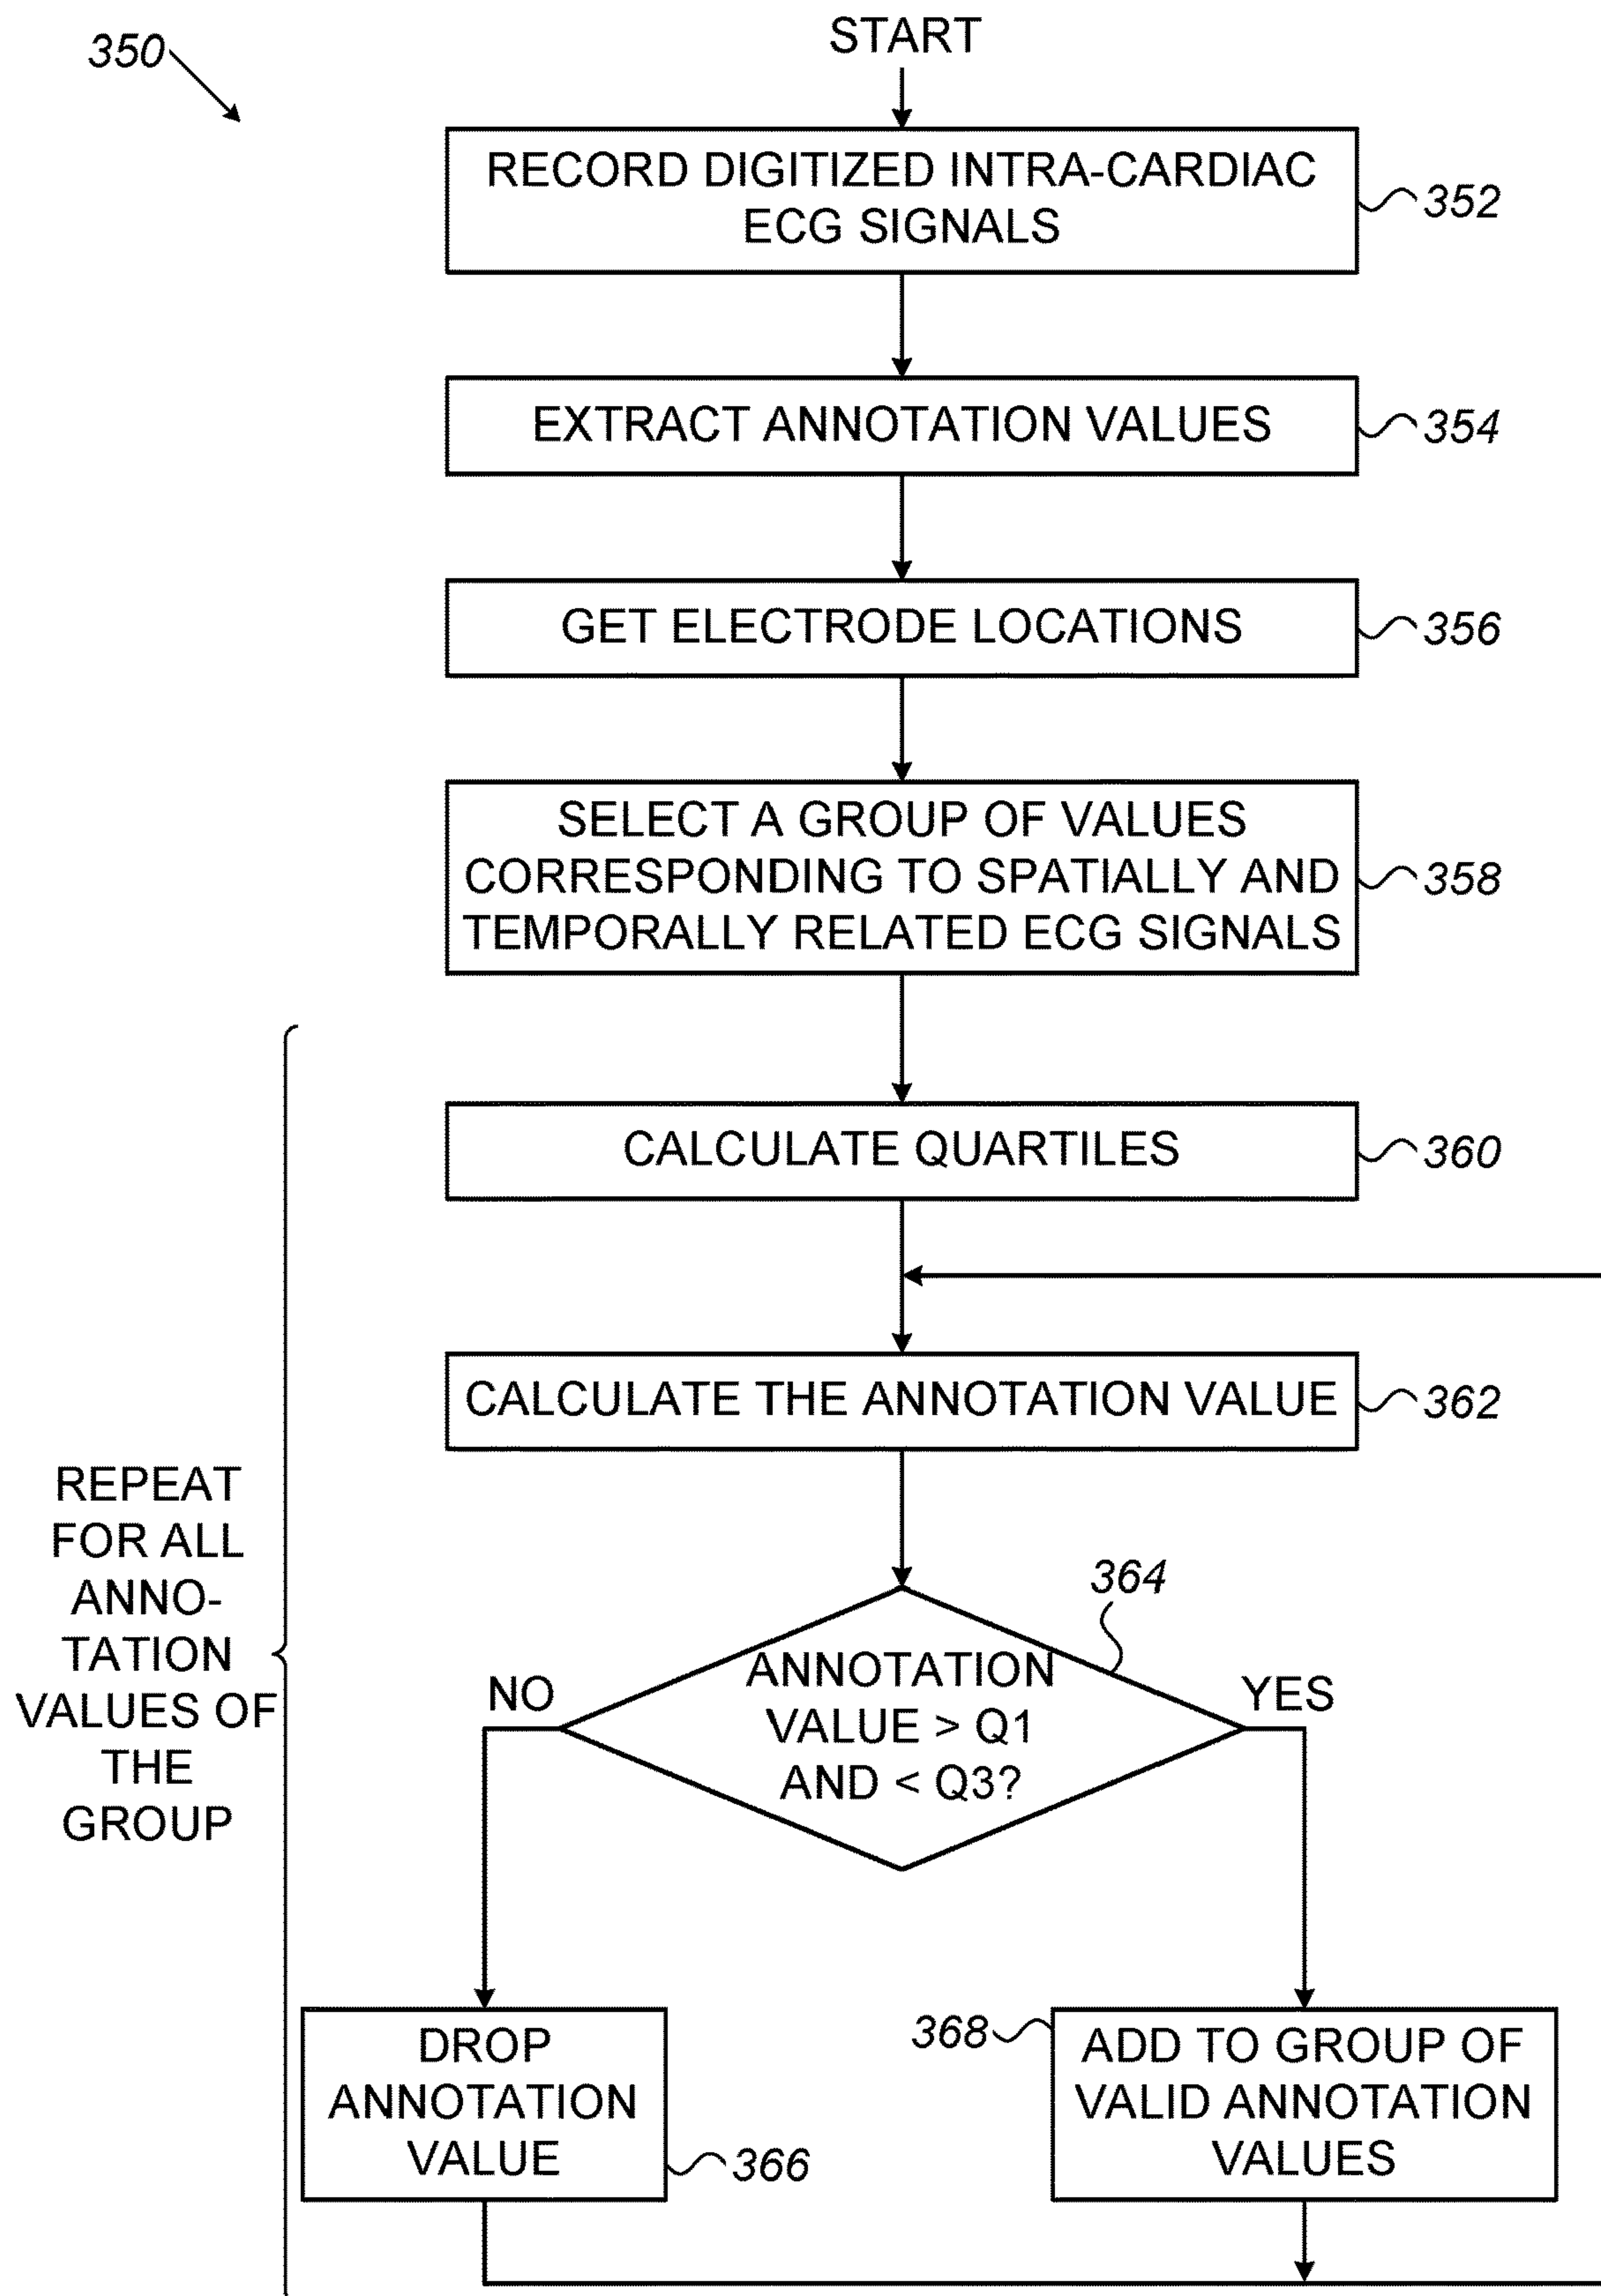 350
START
RECORD DIGITIZED INTRA-CARDIAC
ECG SIGNALS
352
EXTRACT ANNOTATION VALUES
354
GET ELECTRODE LOCATIONS
356
SELECT A GROUP OF VALUES
CORRESPONDING TO SPATIALLY AND
TEMPORALLY RELATED ECG SIGNALS
358
CALCULATE QUARTILES
360
CALCULATE THE ANNOTATION VALUE
362
REPEAT
FOR ALL
ANNO-
TATION
VALUES OF
THE
GROUP
364
ANNOTATION
VALUE > Q1
AND < Q3?
NO
YES
DROP
ANNOTATION
VALUE
366
368
ADD TO GROUP OF
VALID ANNOTATION
VALUES